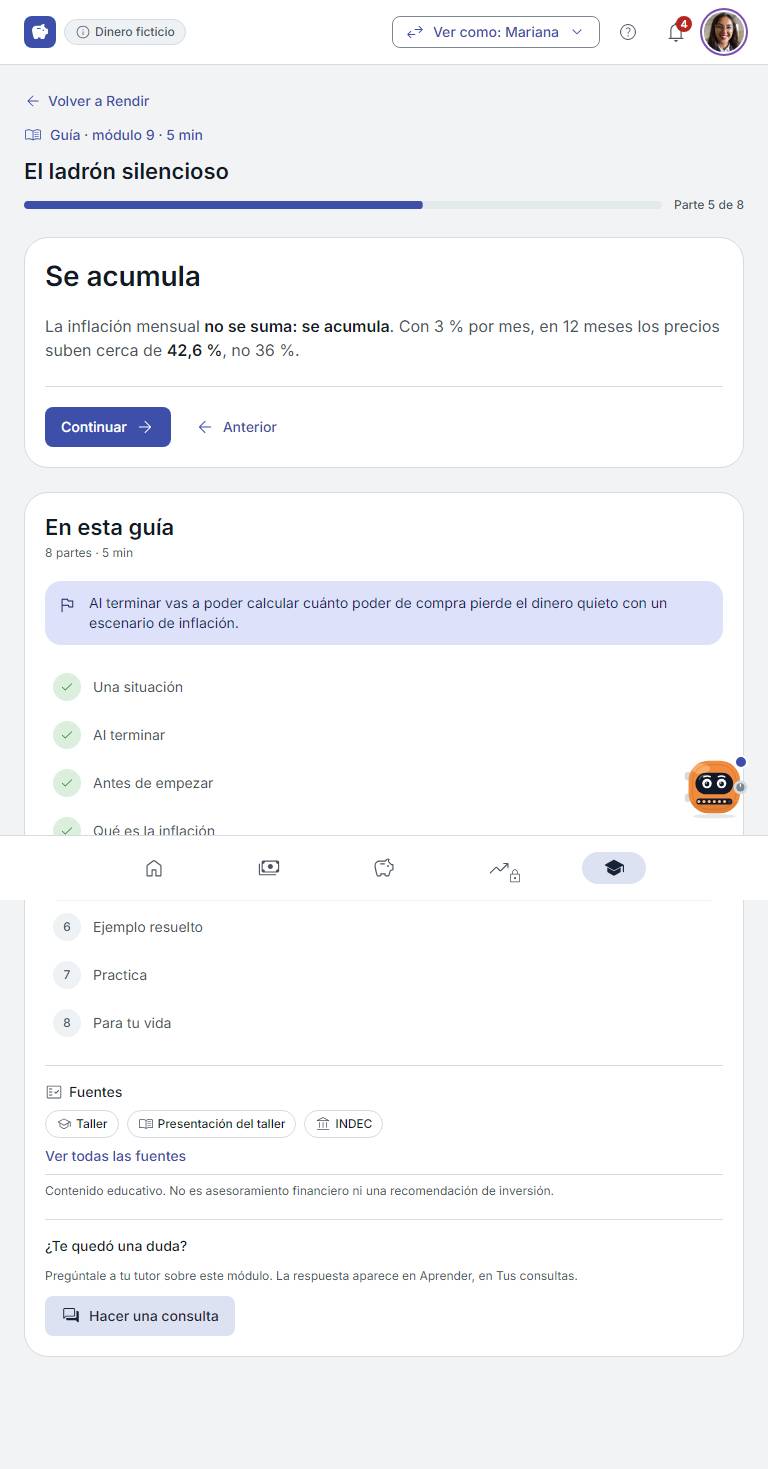 Dinero ficticio
Ver como: Mariana
4
Volver a Rendir
Guía · módulo 9 · 5 min
El ladrón silencioso
Parte 5 de 8
Se acumula
La inflación mensual no se suma: se acumula. Con 3 % por mes, en 12 meses los precios
suben cerca de 42,6 %, no 36 %.
Continuar
Anterior
En esta guía
8 partes · 5 min
Al terminar vas a poder calcular cuánto poder de compra pierde el dinero quieto con un
escenario de inflación.
Una situación
Al terminar
Antes de empezar
Qué es la inflación
6 Ejemplo resuelto
7 Practica
8 Para tu vida
Fuentes
Taller
Presentación del taller
INDEC
Ver todas las fuentes
Contenido educativo. No es asesoramiento financiero ni una recomendación de inversión.
¿Te quedó una duda?
Pregúntale a tu tutor sobre este módulo. La respuesta aparece en Aprender, en Tus consultas.
Hacer una consulta